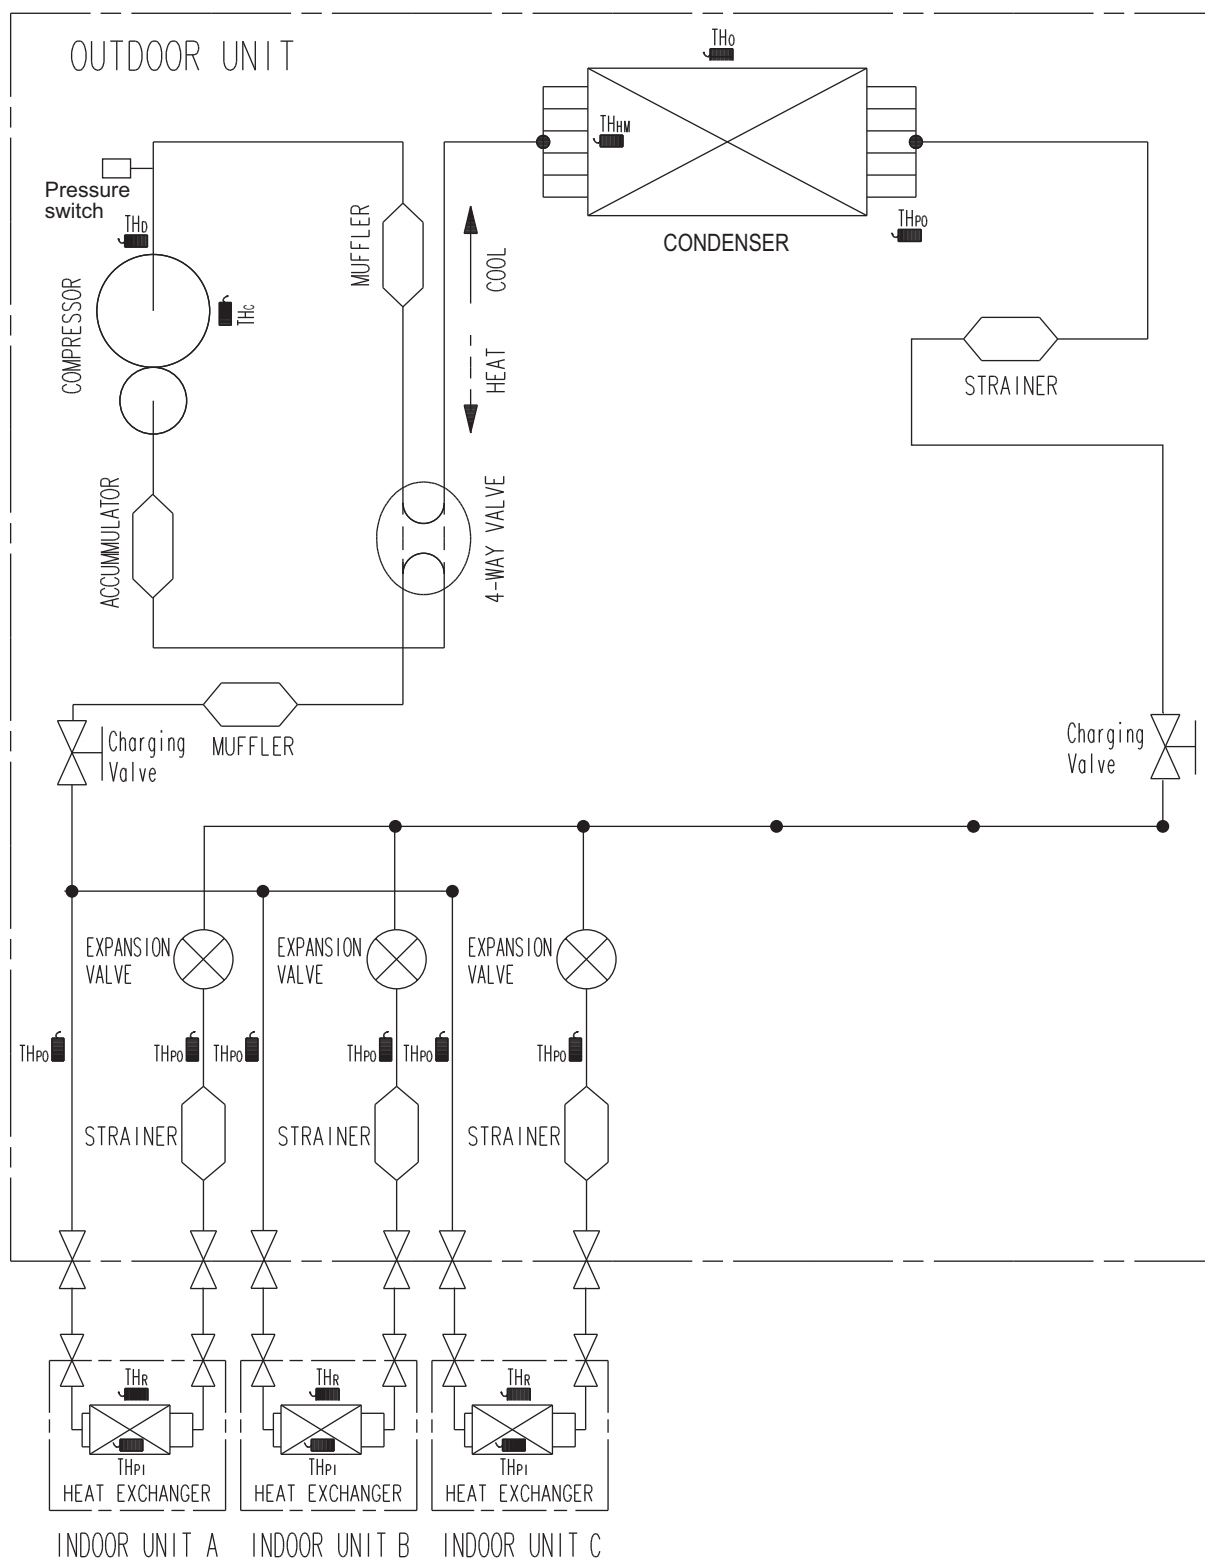 OUTDOOR UNIT
THO
THHM
Pressure
switch
THD
MUFFLER
COOL
THPO
CONDENSER
COMPRESSOR
THC
HEAT
STRAINER
ACCUMMULATOR
4-WAY VALVE
Charging
Valve
MUFFLER
Charging
Valve
EXPANSION
VALVE
EXPANSION
VALVE
EXPANSION
VALVE
THPO
THPO
THPO
THPO
THPO
THPO
STRAINER
STRAINER
STRAINER
THR
THR
THR
THPI
THPI
THPI
HEAT EXCHANGER
HEAT EXCHANGER
HEAT EXCHANGER
INDOOR UNIT A
INDOOR UNIT B
INDOOR UNIT C